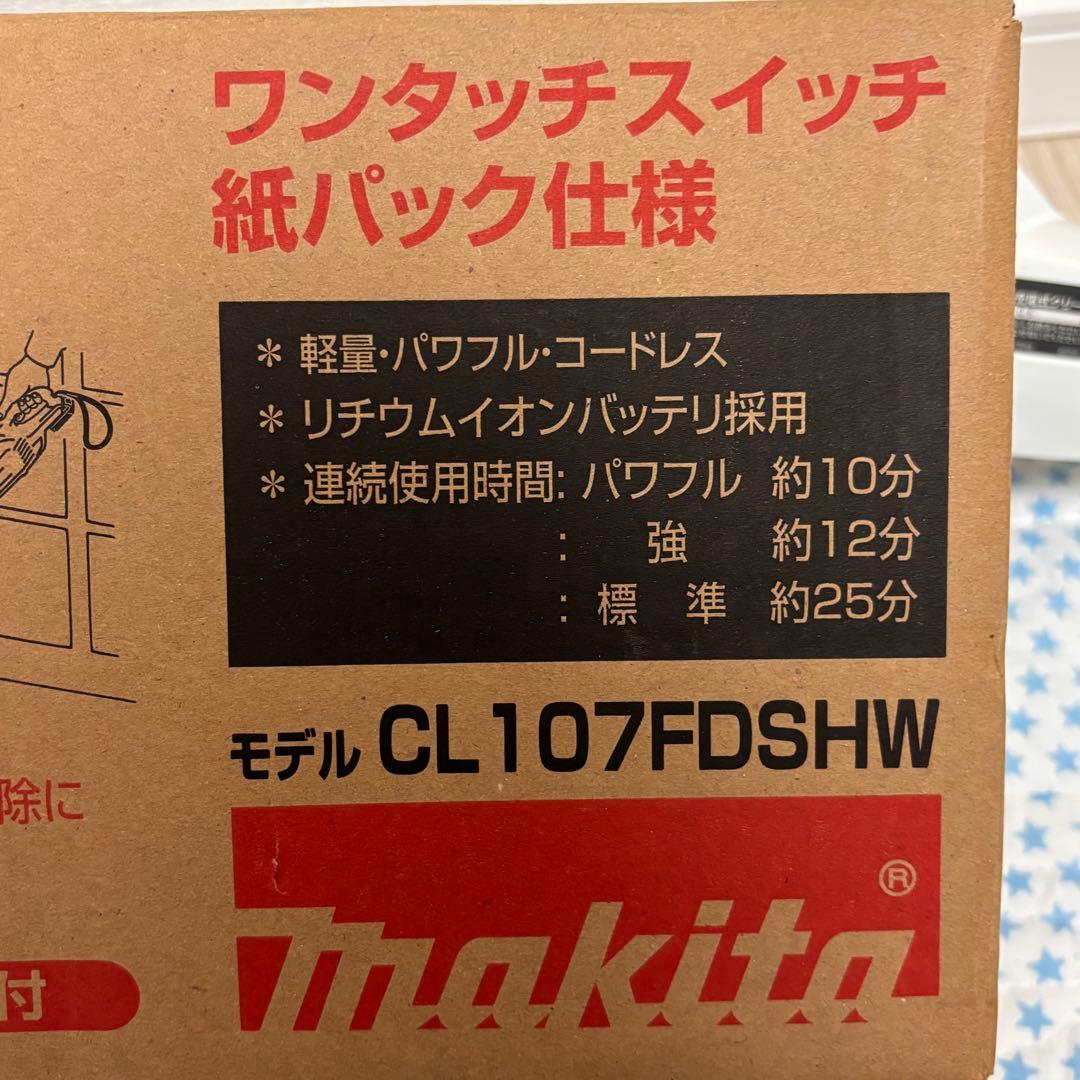 ワンタッチスイッチ
紙パック仕様
* 軽量・パワフル・コードレス
* リチウムイオンバッテリ採用
* 連続使用時間: パワフル 約10分
: 強 約12分
: 標 準 約25分
モデル CL107FDSHW
除に
付
makita®